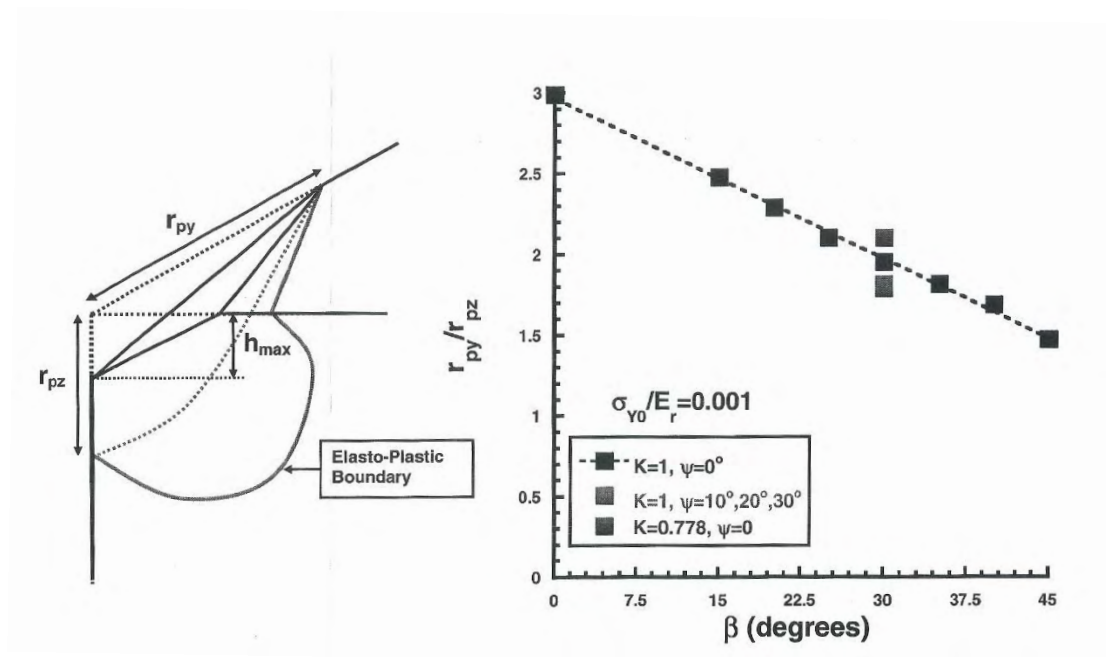 r_py
r_pz
h_max
Elasto-Plastic
Boundary
r_py/r_pz
3
2.5
2
1.5
1
0.5
0
σ_Y0/E_r=0.001
K=1, ψ=0°
K=1, ψ=10°,20°,30°
K=0.778, ψ=0
0 7.5 15 22.5 30 37.5 45
β (degrees)